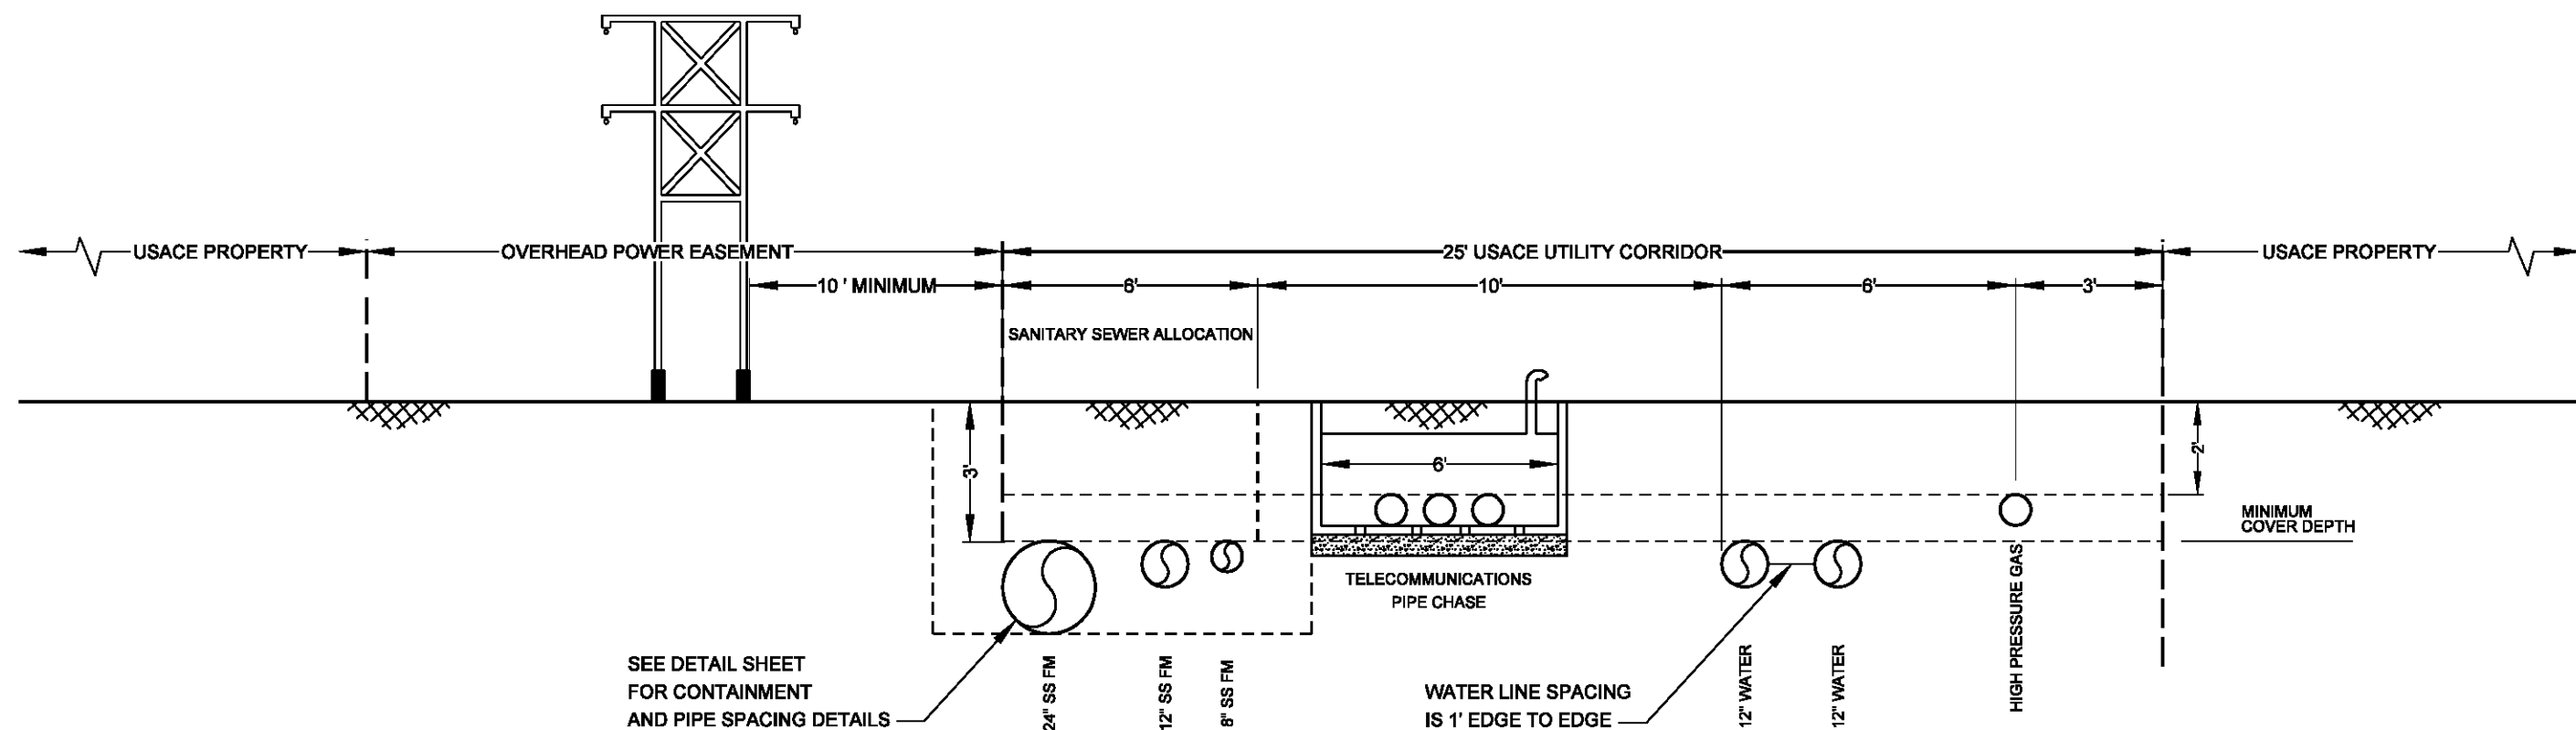 USACE PROPERTY
OVERHEAD POWER EASEMENT
25' USACE UTILITY CORRIDOR
USACE PROPERTY
10 ' MINIMUM
6'
10'
6'
3'
SANITARY SEWER ALLOCATION
3'
6'
2'
MINIMUM
COVER DEPTH
TELECOMMUNICATIONS
PIPE CHASE
SEE DETAIL SHEET
FOR CONTAINMENT
AND PIPE SPACING DETAILS
24" SS FM
12" SS FM
8" SS FM
WATER LINE SPACING
IS 1' EDGE TO EDGE
12" WATER
12" WATER
HIGH PRESSURE GAS